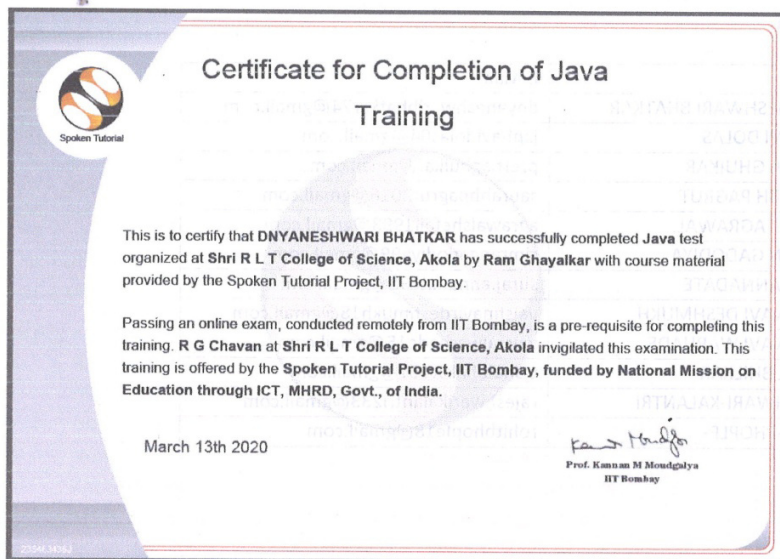 Certificate for Completion of Java
Training
Spoken Tutorial
This is to certify that DNYANESHWARI BHATKAR has successfully completed Java test
organized at Shri R L T College of Science, Akola by Ram Ghayalkar with course material
provided by the Spoken Tutorial Project, IIT Bombay.
Passing an online exam, conducted remotely from IIT Bombay, is a pre-requisite for completing this
training. R G Chavan at Shri R L T College of Science, Akola invigilated this examination. This
training is offered by the Spoken Tutorial Project, IIT Bombay, funded by National Mission on
Education through ICT, MHRD, Govt., of India.
March 13th 2020
Prof. Kannan M Moudgalya
IIT Bombay